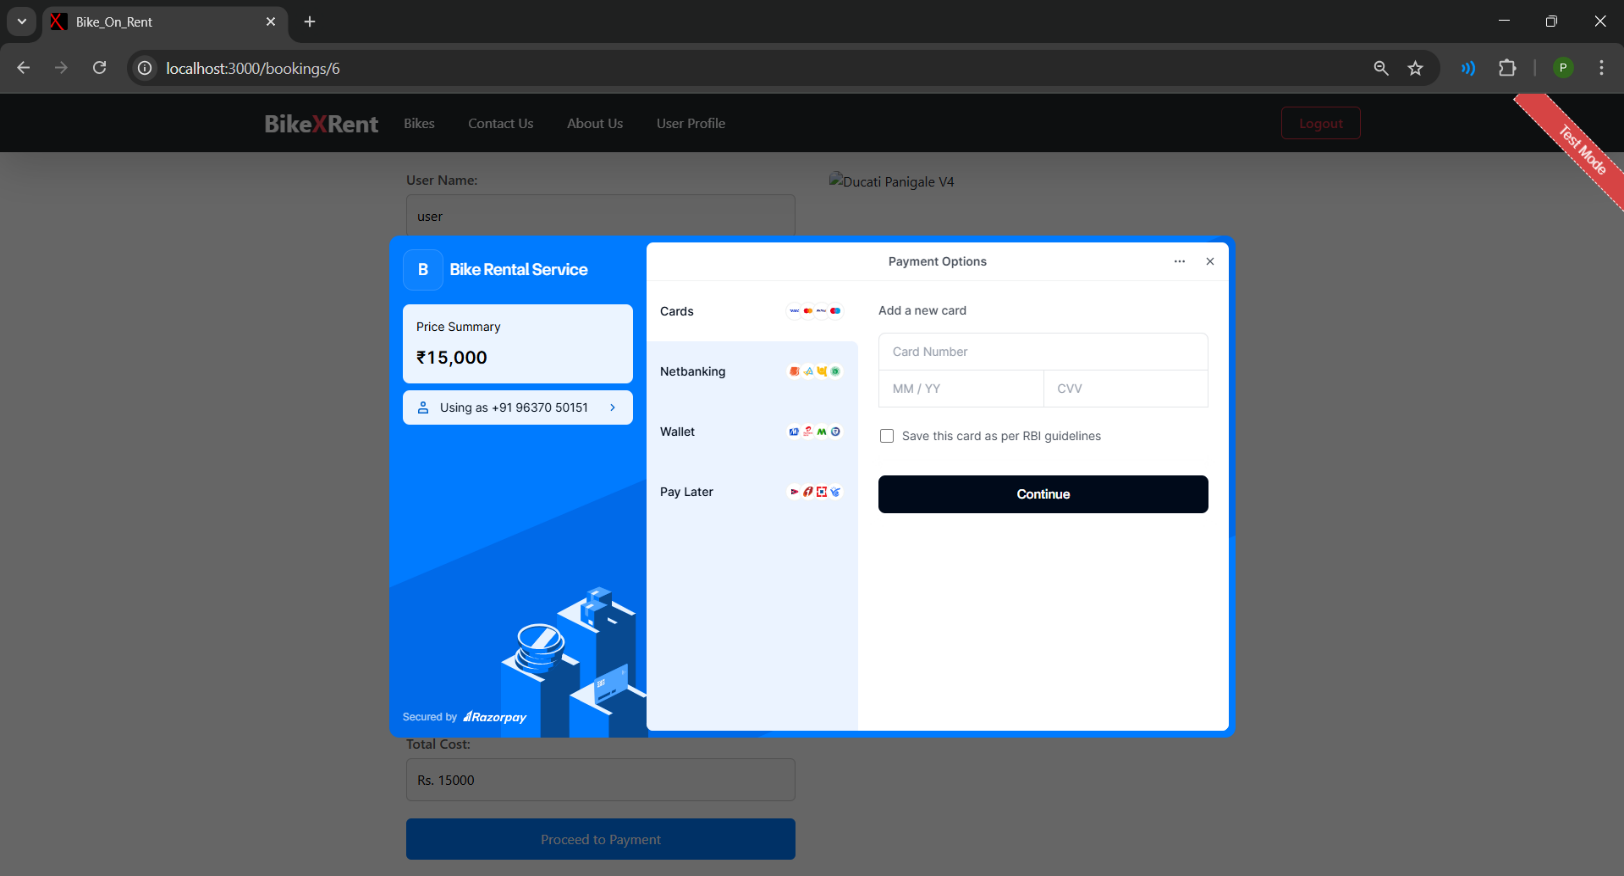 Bike_On_Rent
localhost:3000/bookings/6
P
BikeXRent
Bikes
Contact Us
About Us
User Profile
Logout
Test Mode
User Name:
Ducati Panigale V4
user
B
Bike Rental Service
Payment Options
Price Summary
₹15,000
Using as +91 96370 50151
Cards
Netbanking
Wallet
Pay Later
Add a new card
Card Number
MM / YY
CVV
Save this card as per RBI guidelines
Continue
Secured by Razorpay
Total Cost:
Rs. 15000
Proceed to Payment